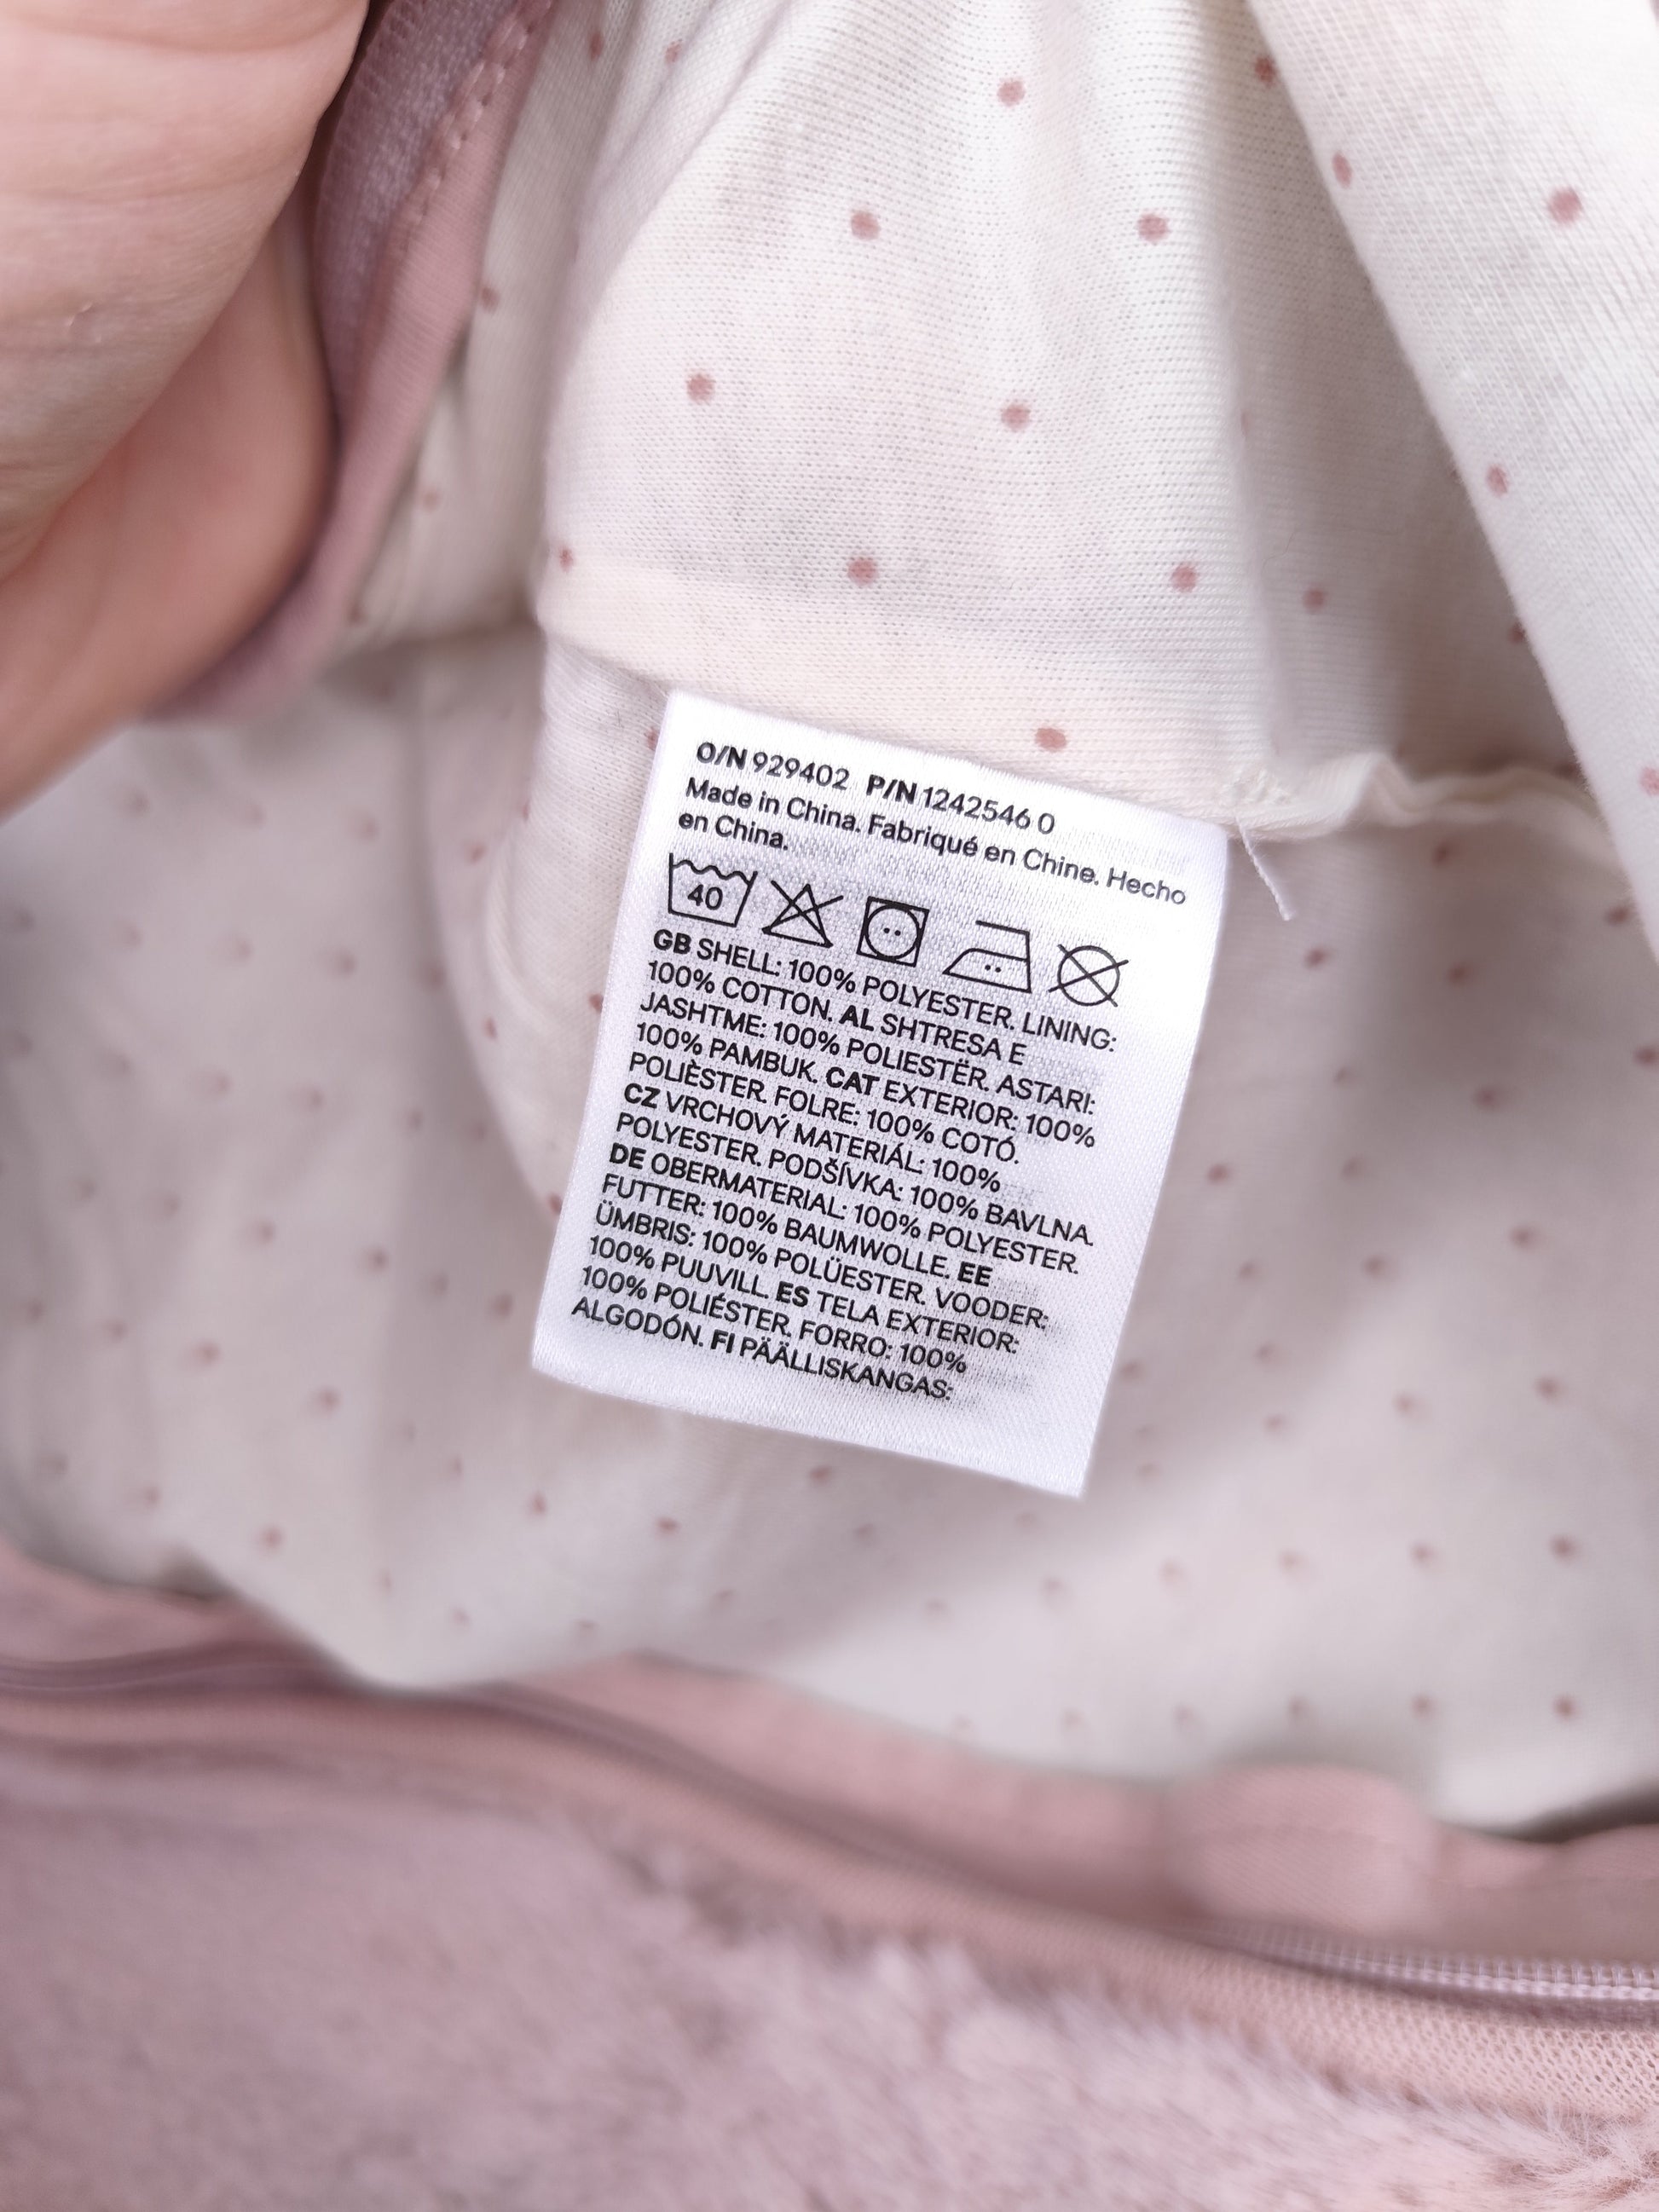 O/N 929402 P/N 1242546 0
Made in China. Fabriqué en Chine. Hecho
en China.
40
GB SHELL: 100% POLYESTER. LINING:
100% COTTON. AL SHTRESA E
JASHTME: 100% POLIESTËR. ASTARI:
100% PAMBUK. CAT EXTERIOR: 100%
POLIÈSTER. FOLRE: 100% COTÓ.
CZ VRCHOVÝ MATERIÁL: 100%
POLYESTER. PODŠÍVKA: 100% BAVLNA.
DE OBERMATERIAL: 100% POLYESTER.
FUTTER: 100% BAUMWOLLE. EE
ÜMBRIS: 100% POLÜESTER. VOODER:
100% PUUVILL. ES TELA EXTERIOR:
100% POLIÉSTER. FORRO: 100%
ALGODÓN. FI PÄÄLLISKANGAS: